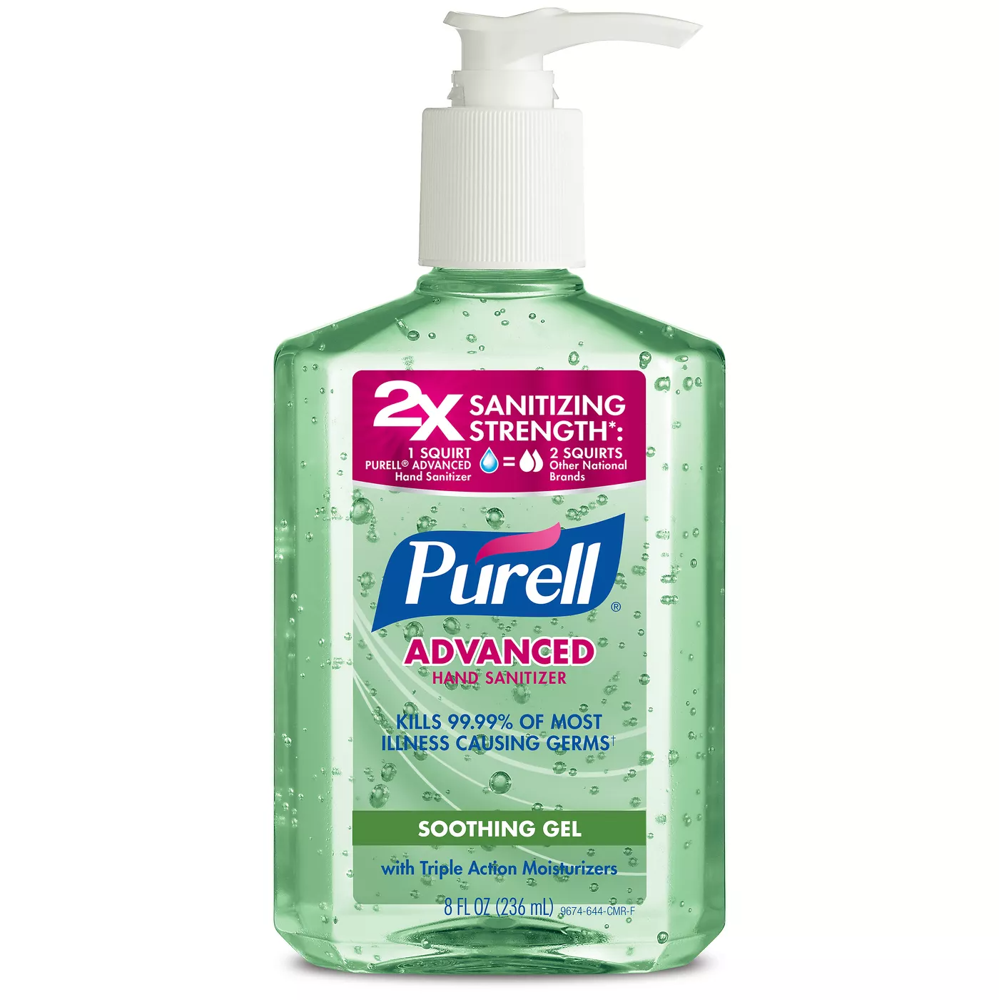 2X SANITIZING
STRENGTH*:
1 SQUIRT
PURELL® ADVANCED
Hand Sanitizer
=
2 SQUIRTS
Other National
Brands
Purell®
ADVANCED
HAND SANITIZER
KILLS 99.99% OF MOST
ILLNESS CAUSING GERMS†
SOOTHING GEL
with Triple Action Moisturizers
8 FL OZ (236 mL) 9674-644-CMR-F